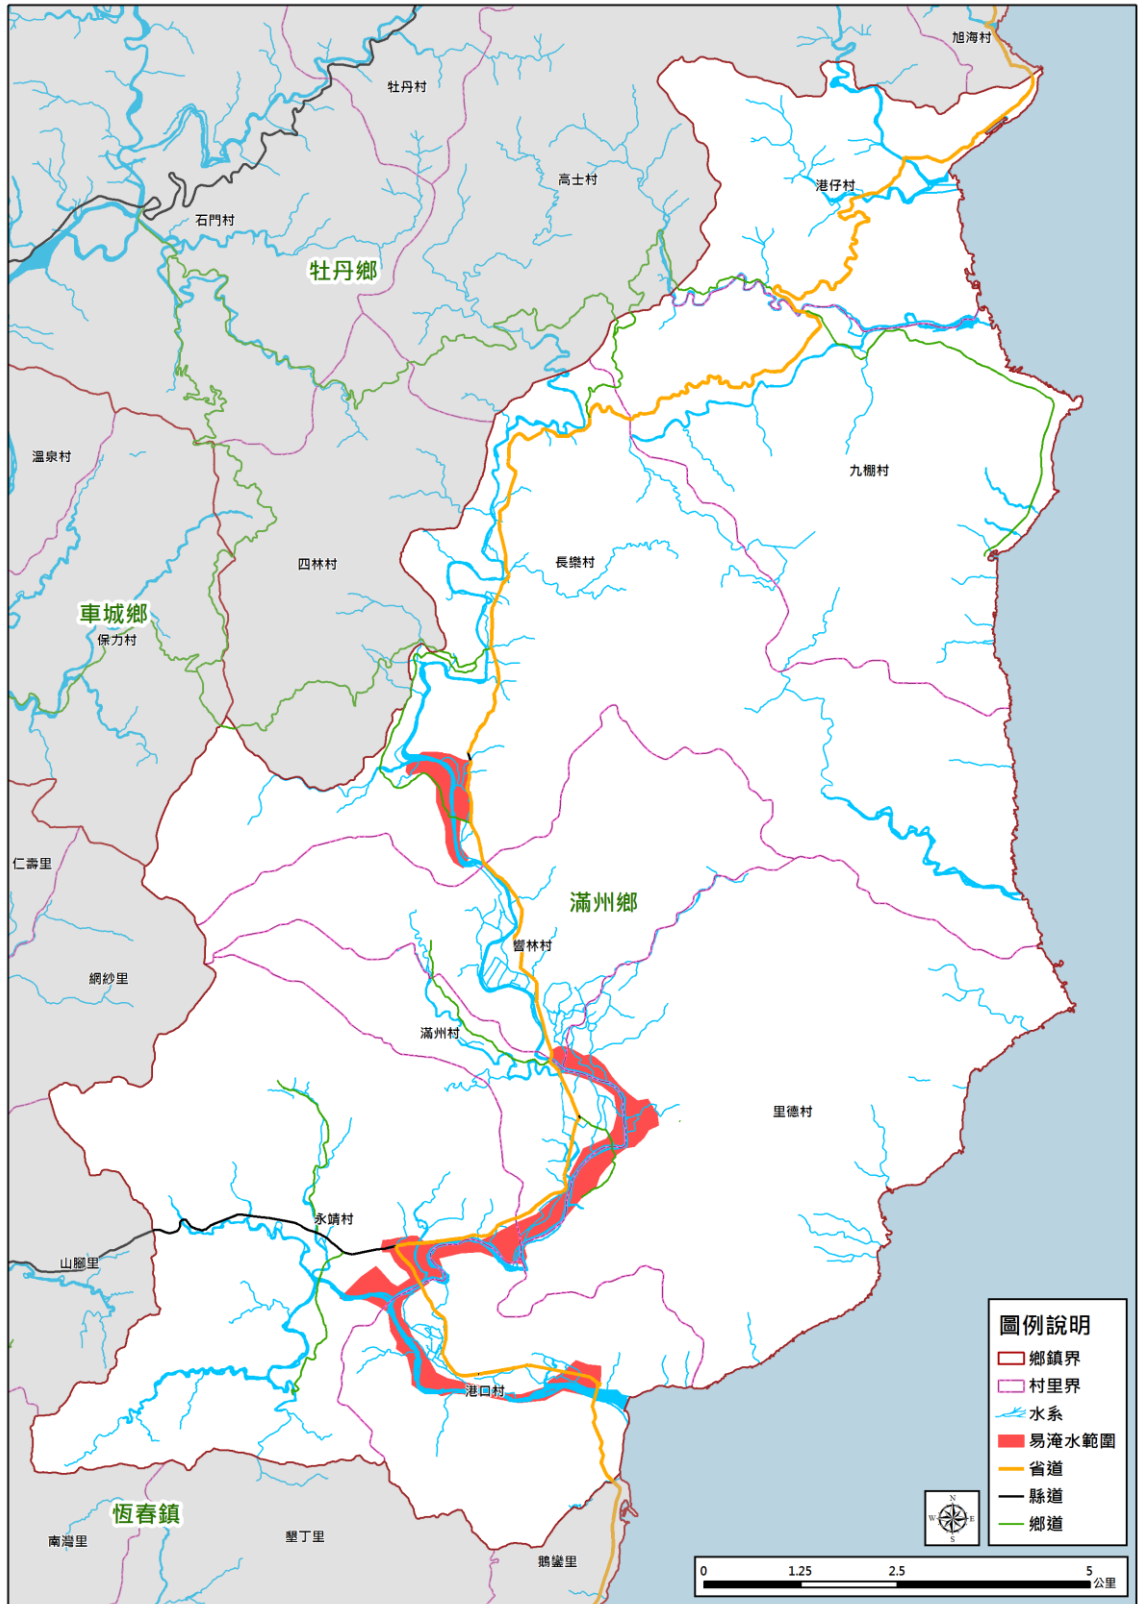 旭海村
牡丹村
高士村
港仔村
石門村
牡丹鄉
溫泉村
九棚村
四林村
長樂村
車城鄉
保力村
仁壽里
滿州鄉
響林村
網紗里
滿州村
里德村
永靖村
山腳里
港口村
恆春鎮
南灣里
墾丁里
鵝鑾里
圖例說明
鄉鎮界
村里界
水系
易淹水範圍
省道
縣道
鄉道
N
W E
S
0 1.25 2.5 5
公里